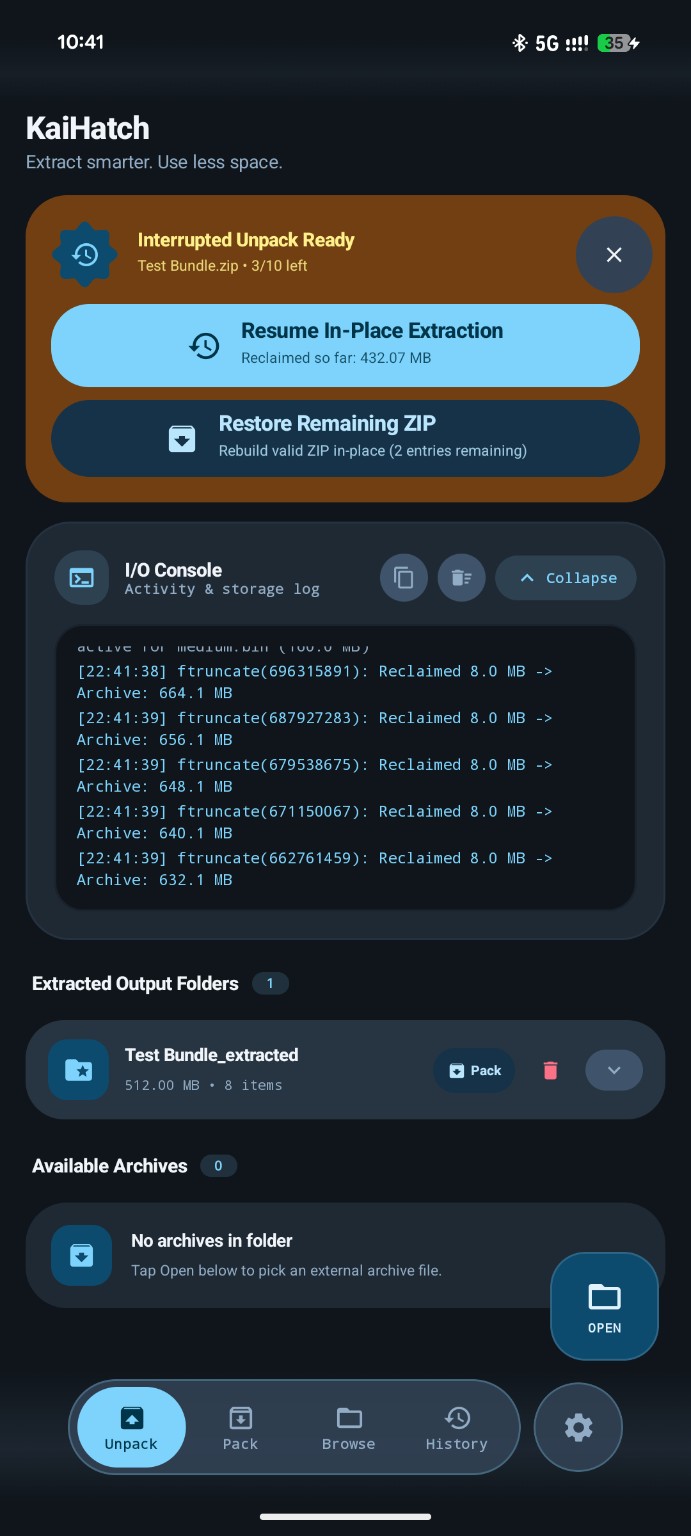 10:41
5G
35
KaiHatch
Extract smarter. Use less space.
Interrupted Unpack Ready
Test Bundle.zip • 3/10 left
Resume In-Place Extraction
Reclaimed so far: 432.07 MB
Restore Remaining ZIP
Rebuild valid ZIP in-place (2 entries remaining)
I/O Console
Activity & storage log
Collapse
active for medium.bin (160.0 MB)
[22:41:38] ftruncate(696315891): Reclaimed 8.0 MB ->
Archive: 664.1 MB
[22:41:39] ftruncate(687927283): Reclaimed 8.0 MB ->
Archive: 656.1 MB
[22:41:39] ftruncate(679538675): Reclaimed 8.0 MB ->
Archive: 648.1 MB
[22:41:39] ftruncate(671150067): Reclaimed 8.0 MB ->
Archive: 640.1 MB
[22:41:39] ftruncate(662761459): Reclaimed 8.0 MB ->
Archive: 632.1 MB
Extracted Output Folders
1
Test Bundle_extracted
512.00 MB • 8 items
Pack
Available Archives
0
No archives in folder
Tap Open below to pick an external archive file.
OPEN
Unpack
Pack
Browse
History